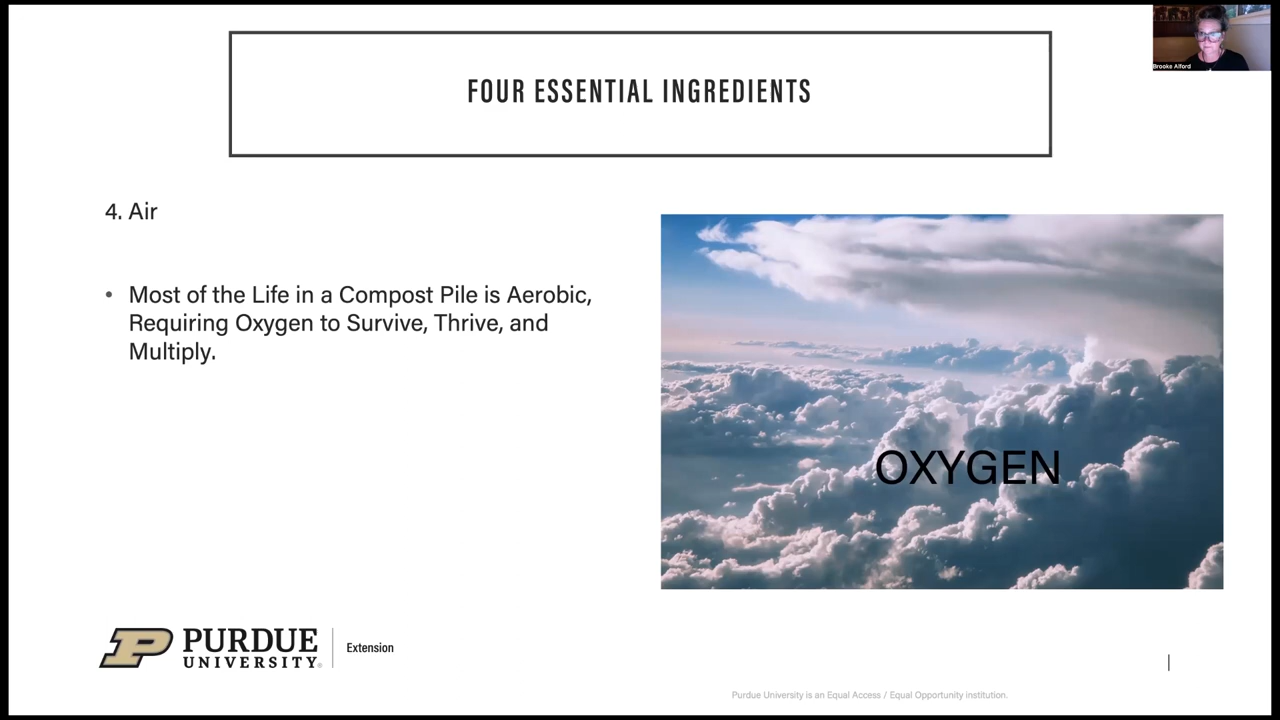 Brooke Alford
FOUR ESSENTIAL INGREDIENTS
4. Air
• Most of the Life in a Compost Pile is Aerobic,
Requiring Oxygen to Survive, Thrive, and
Multiply.
OXYGEN
P PURDUE
UNIVERSITY®
Extension
Purdue University is an Equal Access / Equal Opportunity institution.